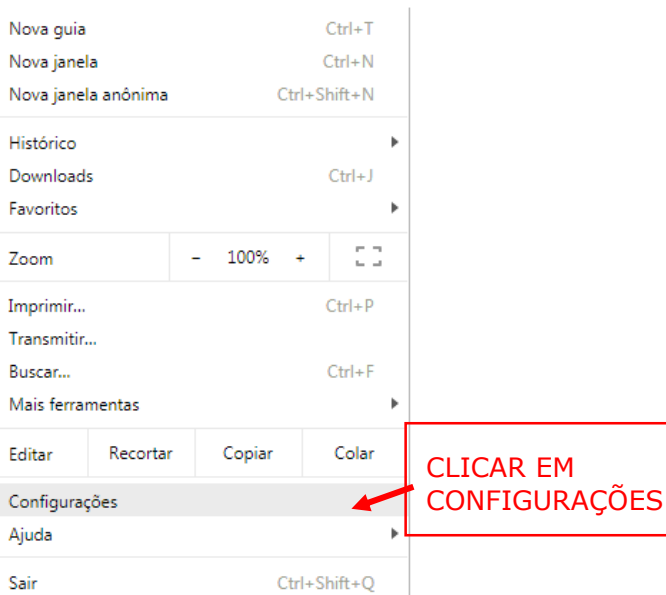 Nova guia Ctrl+T
Nova janela Ctrl+N
Nova janela anônima Ctrl+Shift+N
Histórico
Downloads Ctrl+J
Favoritos
Zoom - 100% +
Imprimir... Ctrl+P
Transmitir...
Buscar... Ctrl+F
Mais ferramentas
Editar Recortar Copiar Colar
Configurações
Ajuda
Sair Ctrl+Shift+Q
CLICAR EM
CONFIGURAÇÕES